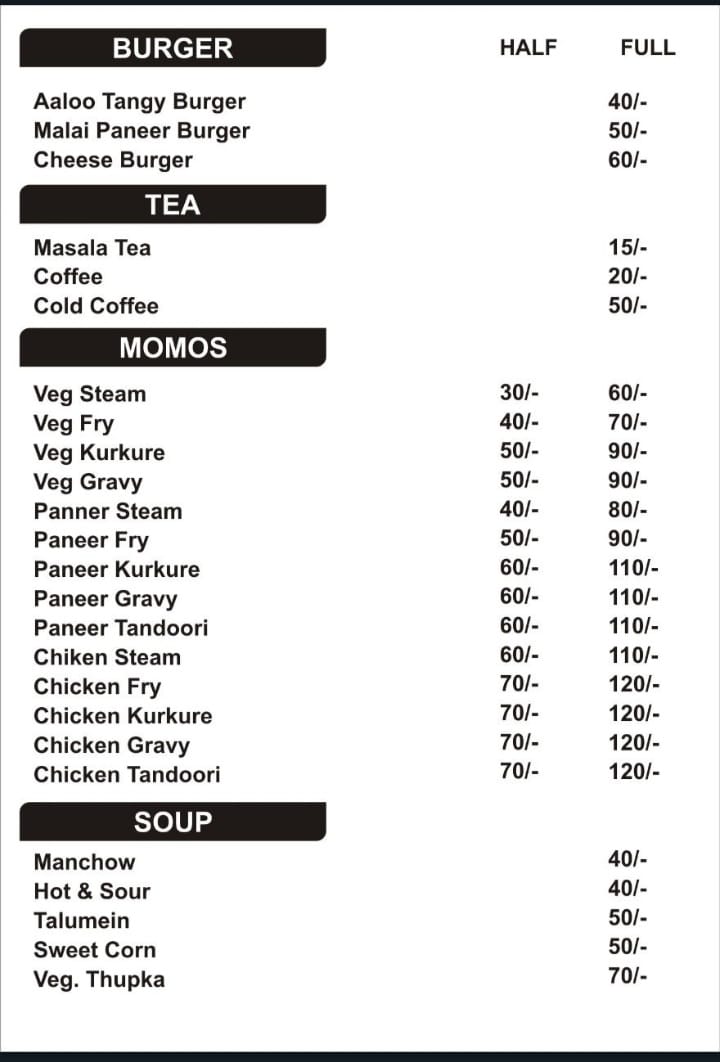 BURGER HALF FULL
Aaloo Tangy Burger 40/-
Malai Paneer Burger 50/-
Cheese Burger 60/-
TEA
Masala Tea 15/-
Coffee 20/-
Cold Coffee 50/-
MOMOS
Veg Steam 30/- 60/-
Veg Fry 40/- 70/-
Veg Kurkure 50/- 90/-
Veg Gravy 50/- 90/-
Panner Steam 40/- 80/-
Paneer Fry 50/- 90/-
Paneer Kurkure 60/- 110/-
Paneer Gravy 60/- 110/-
Paneer Tandoori 60/- 110/-
Chiken Steam 60/- 110/-
Chicken Fry 70/- 120/-
Chicken Kurkure 70/- 120/-
Chicken Gravy 70/- 120/-
Chicken Tandoori 70/- 120/-
SOUP
Manchow 40/-
Hot & Sour 40/-
Talumein 50/-
Sweet Corn 50/-
Veg. Thupka 70/-